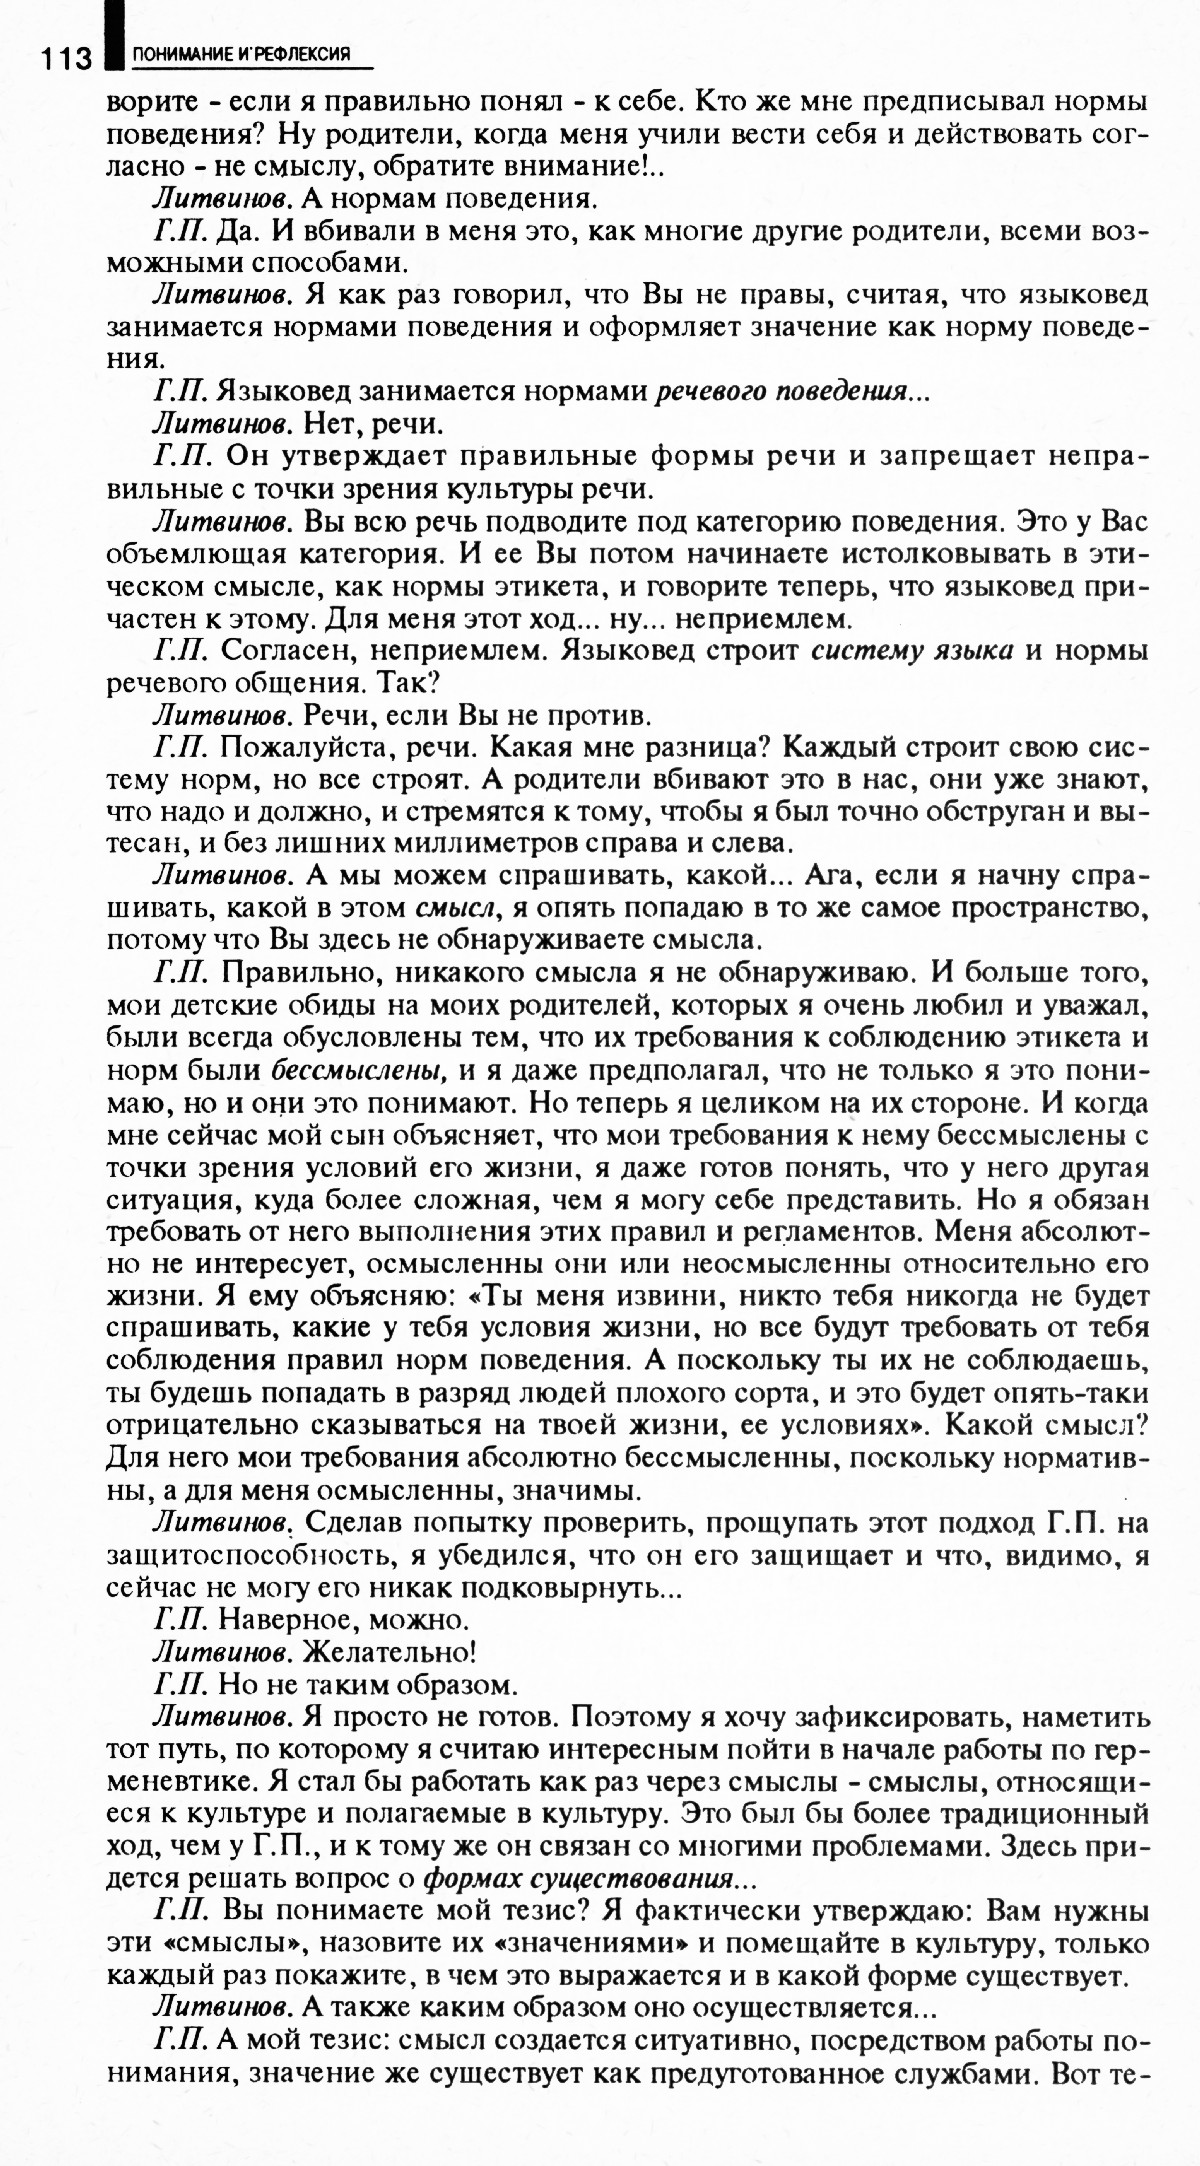 113
ПОНИМАНИЕ И РЕФЛЕКСИЯ
ворите - если я правильно понял - к себе. Кто же мне предписывал нормы
поведения? Ну родители, когда меня учили вести себя и действовать сог-
ласно - не смыслу, обратите внимание!..
Литвинов. А нормам поведения.
Г.П. Да. И вбивали в меня это, как многие другие родители, всеми воз-
можными способами.
Литвинов. Я как раз говорил, что Вы не правы, считая, что языковед
занимается нормами поведения и оформляет значение как норму поведе-
ния.
Г.П. Языковед занимается нормами речевого поведения...
Литвинов. Нет, речи.
Г.П. Он утверждает правильные формы речи и запрещает непра-
вильные с точки зрения культуры речи.
Литвинов. Вы всю речь подводите под категорию поведения. Это у Вас
объемлющая категория. И ее Вы потом начинаете истолковывать в эти-
ческом смысле, как нормы этикета, и говорите теперь, что языковед при-
частен к этому. Для меня этот ход... ну... неприемлем.
Г.П. Согласен, неприемлем. Языковед строит систему языка и нормы
речевого общения. Так?
Литвинов. Речи, если Вы не против.
Г.П. Пожалуйста, речи. Какая мне разница? Каждый строит свою сис-
тему норм, но все строят. А родители вбивают это в нас, они уже знают,
что надо и должно, и стремятся к тому, чтобы я был точно обструган и вы-
тесан, и без лишних миллиметров справа и слева.
Литвинов. А мы можем спрашивать, какой... Ага, если я начну спра-
шивать, какой в этом смысл, я опять попадаю в то же самое пространство,
потому что Вы здесь не обнаруживаете смысла.
Г.П. Правильно, никакого смысла я не обнаруживаю. И больше того,
мои детские обиды на моих родителей, которых я очень любил и уважал,
были всегда обусловлены тем, что их требования к соблюдению этикета и
норм были бессмыслены, и я даже предполагал, что не только я это пони-
маю, но и они это понимают. Но теперь я целиком на их стороне. И когда
мне сейчас мой сын объясняет, что мои требования к нему бессмыслены с
точки зрения условий его жизни, я даже готов понять, что у него другая
ситуация, куда более сложная, чем я могу себе представить. Но я обязан
требовать от него выполнения этих правил и регламентов. Меня абсолют-
но не интересует, осмысленны они или неосмысленны относительно его
жизни. Я ему объясняю: «Ты меня извини, никто тебя никогда не будет
спрашивать, какие у тебя условия жизни, но все будут требовать от тебя
соблюдения правил норм поведения. А поскольку ты их не соблюдаешь,
ты будешь попадать в разряд людей плохого сорта, и это будет опять-таки
отрицательно сказываться на твоей жизни, ее условиях». Какой смысл?
Для него мои требования абсолютно бессмысленны, поскольку норматив-
ны, а для меня осмысленны, значимы.
Литвинов. Сделав попытку проверить, прощупать этот подход Г.П. на
защитоспособность, я убедился, что он его защищает и что, видимо, я
сейчас не могу его никак подковырнуть...
Г.П. Наверное, можно.
Литвинов. Желательно!
Г.П. Но не таким образом.
Литвинов. Я просто не готов. Поэтому я хочу зафиксировать, наметить
тот путь, по которому я считаю интересным пойти в начале работы по гер-
меневтике. Я стал бы работать как раз через смыслы - смыслы, относящи-
еся к культуре и полагаемые в культуру. Это был бы более традиционный
ход, чем у Г.П., и к тому же он связан со многими проблемами. Здесь при-
дется решать вопрос о формах существования...
Г.П. Вы понимаете мой тезис? Я фактически утверждаю: Вам нужны
эти «смыслы», назовите их «значениями» и помещайте в культуру, только
каждый раз покажите, в чем это выражается и в какой форме существует.
Литвинов. А также каким образом оно осуществляется...
Г.П. А мой тезис: смысл создается ситуативно, посредством работы по-
нимания, значение же существует как предуготованное службами. Вот те-